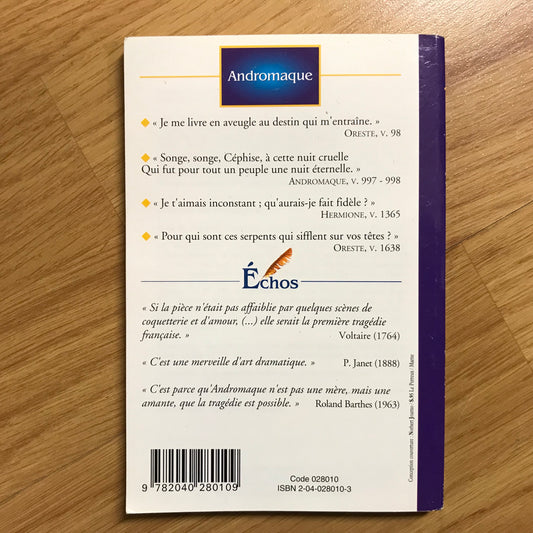 Andromaque
« Je me livre en aveugle au destin qui m'entraîne. »
ORESTE, V. 98
« Songe, songe, Céphise, à cette nuit cruelle
Qui fut pour tout un peuple une nuit éternelle. »
ANDROMAQUE, V. 997 - 998
« Je t'aimais inconstant ; qu'aurais-je fait fidèle ? »
HERMIONE, V. 1365
« Pour qui sont ces serpents qui sifflent sur vos têtes ? »
ORESTE, V. 1638
Échos
« Si la pièce n'était pas affaiblie par quelques scènes de
coquetterie et d'amour, (...) elle serait la première tragédie
française. » Voltaire (1764)
« C'est une merveille d'art dramatique. » P. Janet (1888)
« C'est parce qu'Andromaque n'est pas une mère, mais une
amante, que la tragédie est possible. » Roland Barthes (1963)
Code 028010
ISBN 2-04-028010-3
9 782040 280109
Conception couverture : Norbert Journo